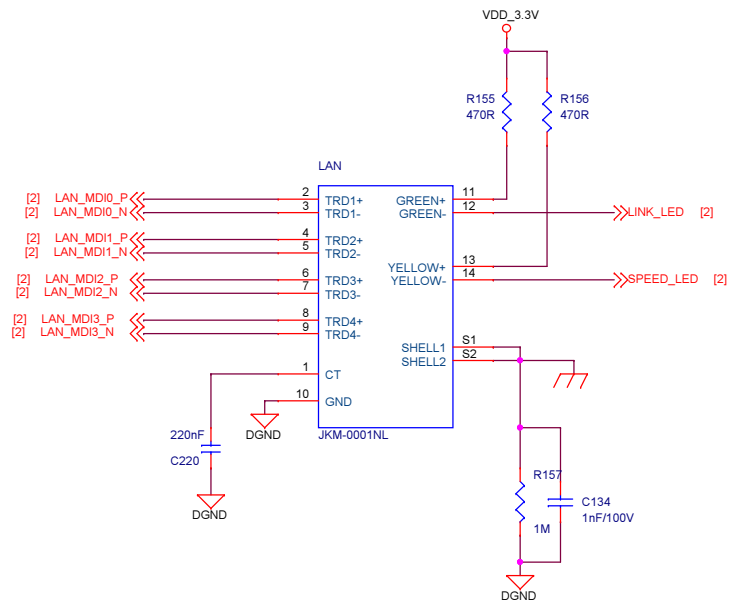 VDD_3.3V
R155
470R
R156
470R
LAN
[2] LAN_MDI0_P
2
TRD1+
GREEN+
11
[2] LAN_MDI0_N
3
TRD1-
GREEN-
12
LINK_LED [2]
[2] LAN_MDI1_P
4
TRD2+
[2] LAN_MDI1_N
5
TRD2-
YELLOW+
13
[2] LAN_MDI2_P
6
TRD3+
YELLOW-
14
SPEED_LED [2]
[2] LAN_MDI2_N
7
TRD3-
[2] LAN_MDI3_P
8
TRD4+
[2] LAN_MDI3_N
9
TRD4-
SHELL1
S1
SHELL2
S2
1
CT
10
GND
DGND
JKM-0001NL
220nF
C220
DGND
R157
1M
C134
1nF/100V
DGND